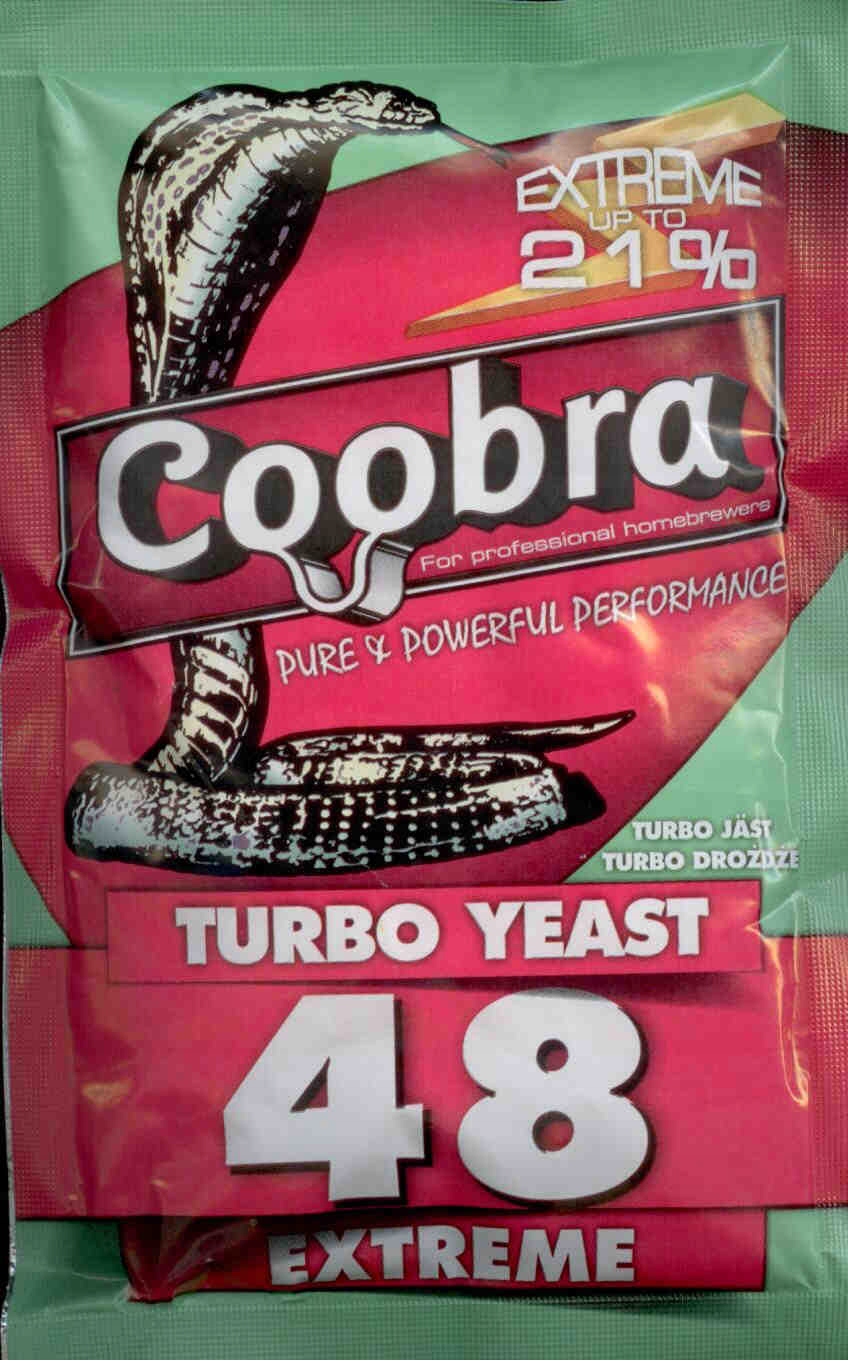 EXTREME
UP TO
21%
Coobra
For professional homebrewers
PURE & POWERFUL PERFORMANCE
TURBO JÄST
TURBO DROŻDŻE
TURBO YEAST
48
EXTREME